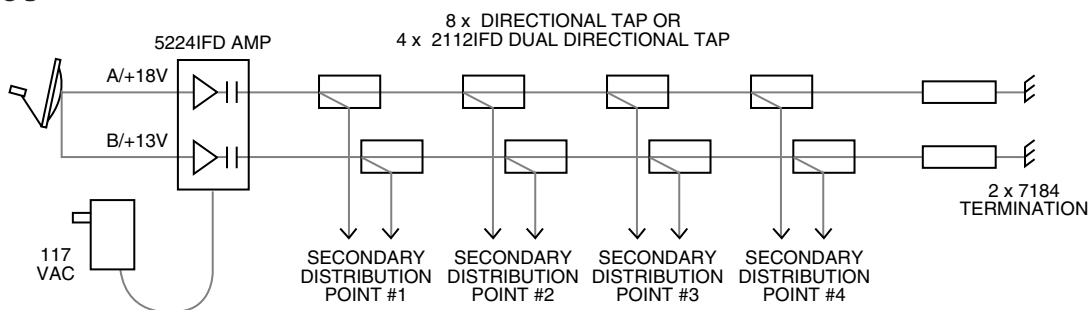 8 x DIRECTIONAL TAP OR
4 x 2112IFD DUAL DIRECTIONAL TAP
5224IFD AMP
A/+18V
B/+13V
117
VAC
SECONDARY
DISTRIBUTION
POINT #1
SECONDARY
DISTRIBUTION
POINT #2
SECONDARY
DISTRIBUTION
POINT #3
SECONDARY
DISTRIBUTION
POINT #4
2 x 7184
TERMINATION